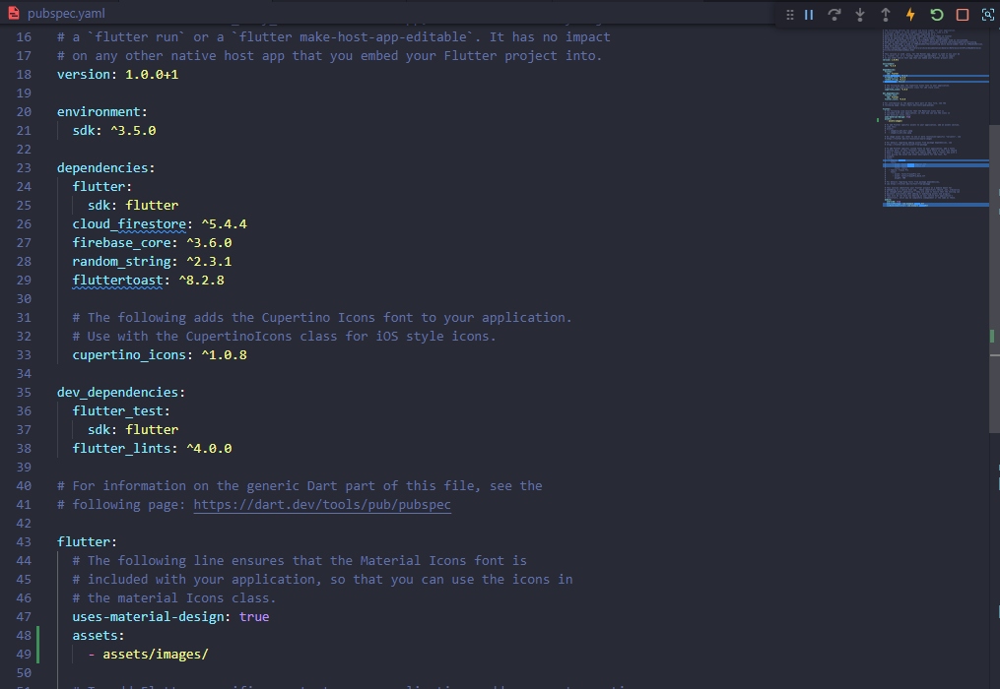 pubspec.yaml
16 # a `flutter run` or a `flutter make-host-app-editable`. It has no impact
17 # on any other native host app that you embed your Flutter project into.
18 version: 1.0.0+1
19
20 environment:
21 sdk: ^3.5.0
22
23 dependencies:
24 flutter:
25 sdk: flutter
26 cloud_firestore: ^5.4.4
27 firebase_core: ^3.6.0
28 random_string: ^2.3.1
29 fluttertoast: ^8.2.8
30
31 # The following adds the Cupertino Icons font to your application.
32 # Use with the CupertinoIcons class for iOS style icons.
33 cupertino_icons: ^1.0.8
34
35 dev_dependencies:
36 flutter_test:
37 sdk: flutter
38 flutter_lints: ^4.0.0
39
40 # For information on the generic Dart part of this file, see the
41 # following page: https://dart.dev/tools/pub/pubspec
42
43 flutter:
44 # The following line ensures that the Material Icons font is
45 # included with your application, so that you can use the icons in
46 # the material Icons class.
47 uses-material-design: true
48 assets:
49 - assets/images/
50